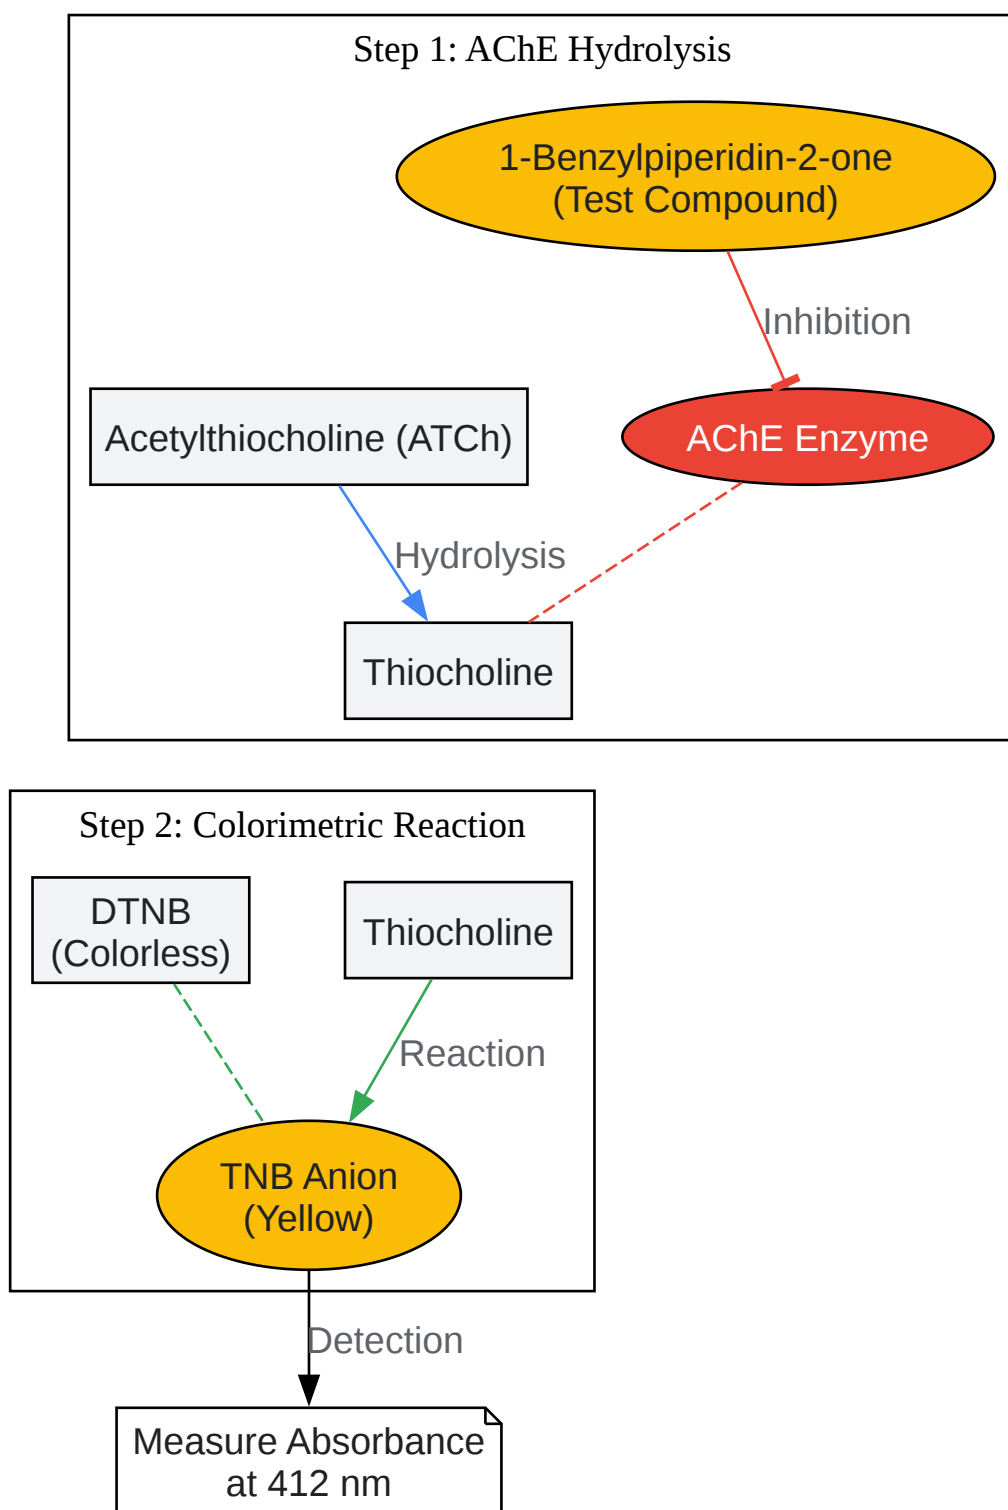 Step 1: AChE Hydrolysis
1-Benzylpiperidin-2-one
(Test Compound)
Inhibition
Acetylthiocholine (ATCh)
AChE Enzyme
Hydrolysis
Thiocholine
Step 2: Colorimetric Reaction
DTNB
(Colorless)
Thiocholine
Reaction
TNB Anion
(Yellow)
Detection
Measure Absorbance
at 412 nm